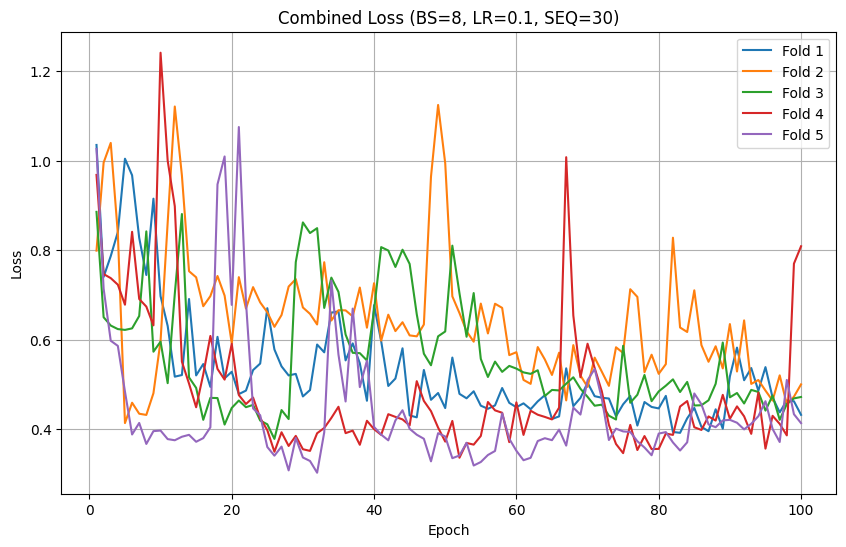 Combined Loss (BS=8, LR=0.1, SEQ=30)
Fold 1
Fold 2
Fold 3
Fold 4
Fold 5
1.2
1.0
0.8
0.6
0.4
Loss
0
20
40
60
80
100
Epoch